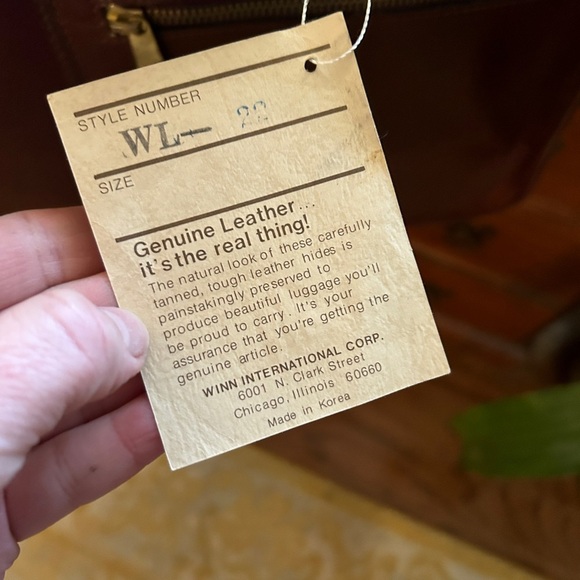 STYLE NUMBER
WL— 22
SIZE
Genuine Leather...
it's the real thing!
The natural look of these carefully
tanned, tough leather hides is
painstakingly preserved to
produce beautiful luggage you'll
be proud to carry. It's your
assurance that you're getting the
genuine article.
WINN INTERNATIONAL CORP.
6001 N. Clark Street
Chicago, Illinois 60660
Made in Korea